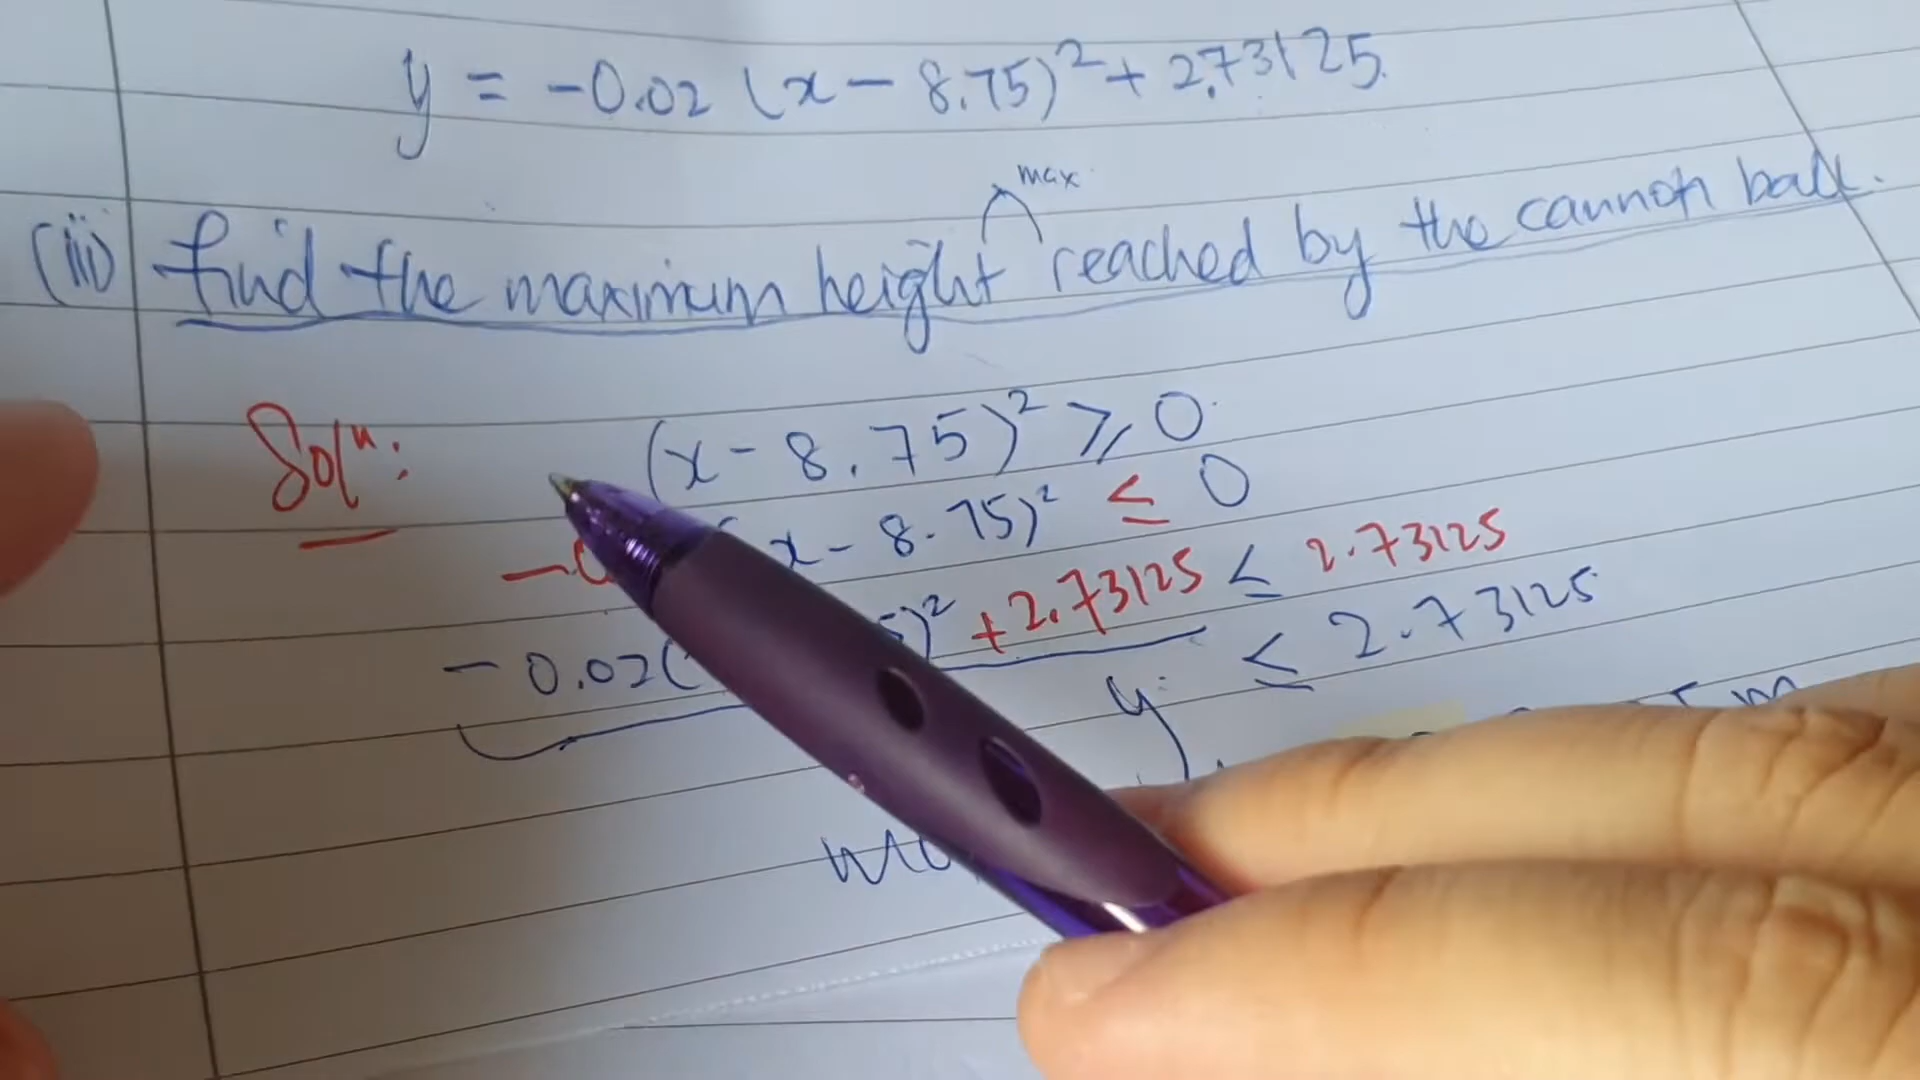 y = -0.02 (x - 8.75)² + 2.73125.
max
(iii) find the maximum height reached by the cannon ball.
Solⁿ:
(x - 8.75)² ⩾ 0
x - 8.75)² ≤ 0
- 0.02( )² + 2.73125 ≤ 2.73125
y ≤ 2.73125
m